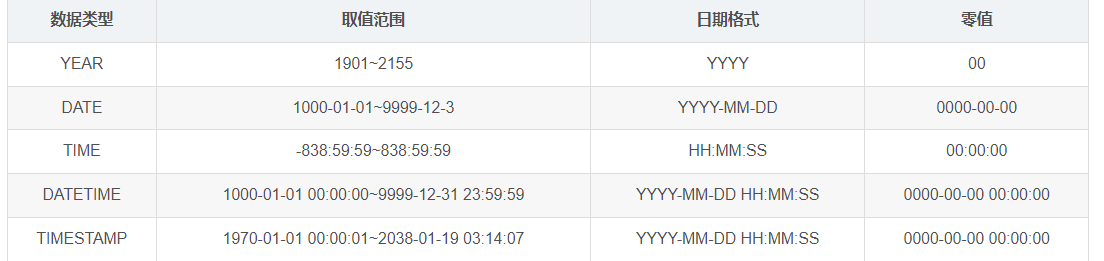 数据类型 取值范围 日期格式 零值
YEAR 1901~2155 YYYY 00
DATE 1000-01-01~9999-12-3 YYYY-MM-DD 0000-00-00
TIME -838:59:59~838:59:59 HH:MM:SS 00:00:00
DATETIME 1000-01-01 00:00:00~9999-12-31 23:59:59 YYYY-MM-DD HH:MM:SS 0000-00-00 00:00:00
TIMESTAMP 1970-01-01 00:00:01~2038-01-19 03:14:07 YYYY-MM-DD HH:MM:SS 0000-00-00 00:00:00